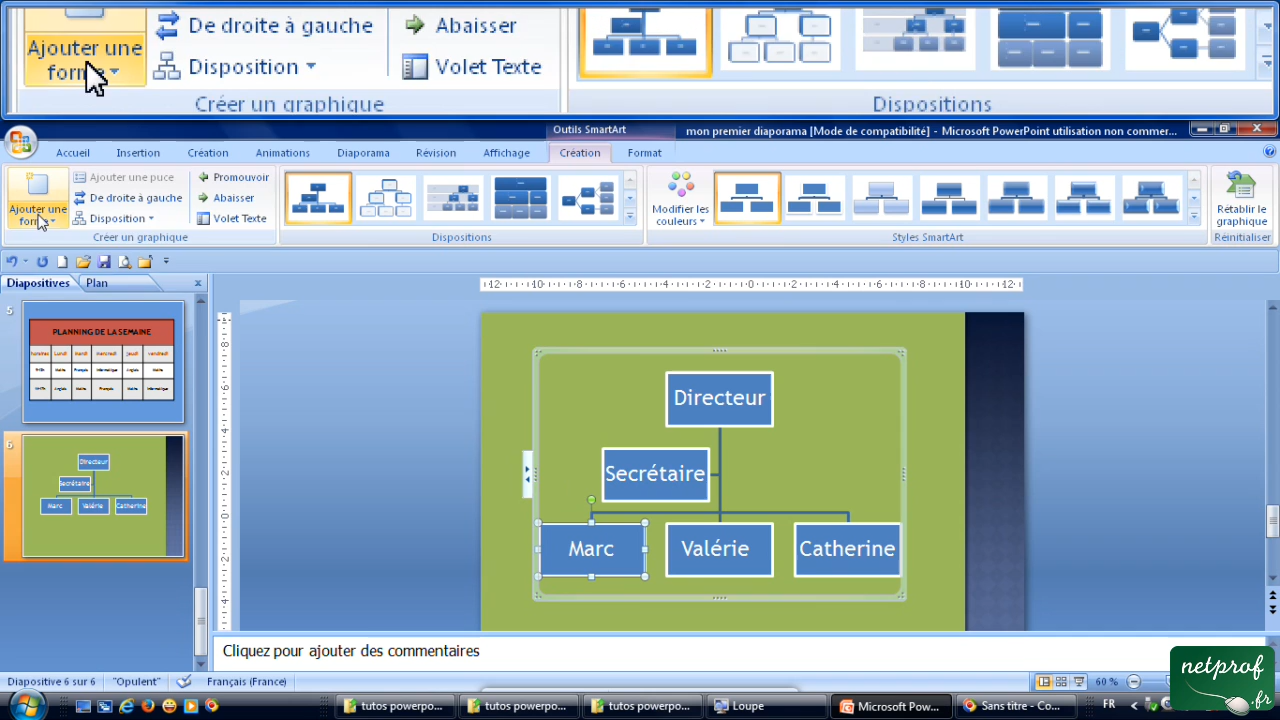 Ajouter une
forme
De droite à gauche
Disposition
Abaisser
Volet Texte
Créer un graphique
Dispositions
Outils SmartArt
mon premier diaporama [Mode de compatibilité] - Microsoft PowerPoint utilisation non commer...
Accueil Insertion Création Animations Diaporama Révision Affichage Création Format
Ajouter une
forme
Ajouter une puce
De droite à gauche
Disposition
Promouvoir
Abaisser
Volet Texte
Créer un graphique
Dispositions
Modifier les
couleurs
Styles SmartArt
Rétablir le
graphique
Réinitialiser
Diapositives Plan
5
PLANNING DE LA SEMAINE
6
Directeur
Secrétaire
Marc Valérie Catherine
Directeur
Secrétaire
Marc Valérie Catherine
Cliquez pour ajouter des commentaires
Diapositive 6 sur 6 "Opulent" Français (France) 60 %
tutos powerpo... tutos powerpo... tutos powerpo... Loupe Microsoft Pow... Sans titre - Co... FR
netprof
.fr